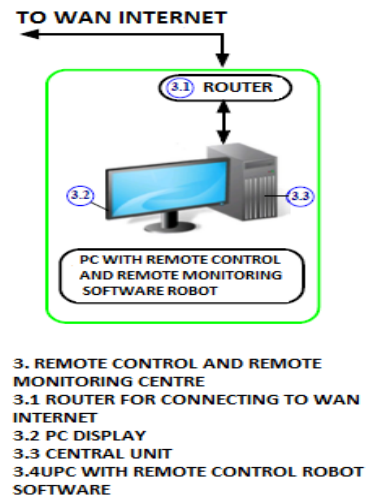 TO WAN INTERNET
3.1 ROUTER
3.2
3.3
PC WITH REMOTE CONTROL
AND REMOTE MONITORING
SOFTWARE ROBOT
3. REMOTE CONTROL AND REMOTE
MONITORING CENTRE
3.1 ROUTER FOR CONNECTING TO WAN
INTERNET
3.2 PC DISPLAY
3.3 CENTRAL UNIT
3.4UPC WITH REMOTE CONTROL ROBOT
SOFTWARE